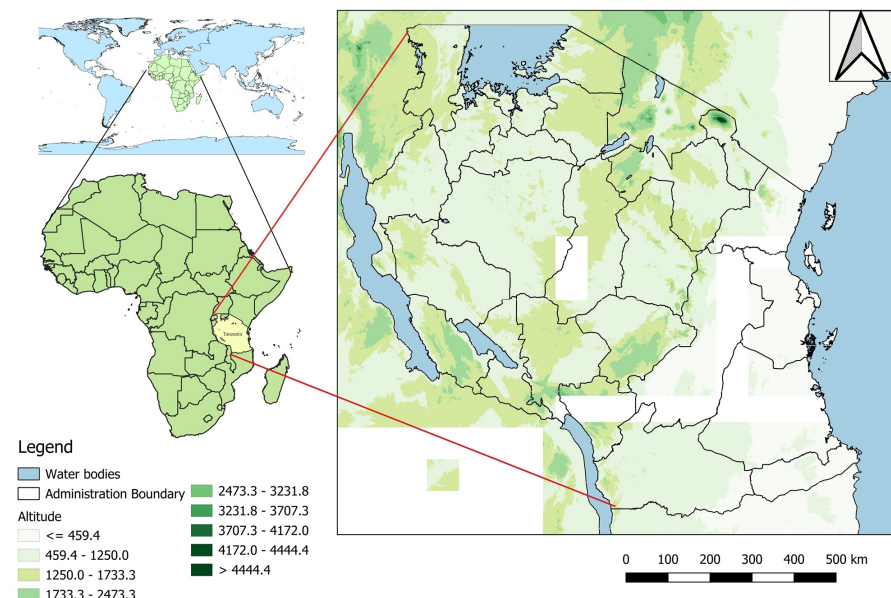 Tanzania
Legend
Water bodies
Administration Boundary
Altitude
<= 459.4
459.4 - 1250.0
1250.0 - 1733.3
1733.3 - 2473.3
2473.3 - 3231.8
3231.8 - 3707.3
3707.3 - 4172.0
4172.0 - 4444.4
> 4444.4
0 100 200 300 400 500 km